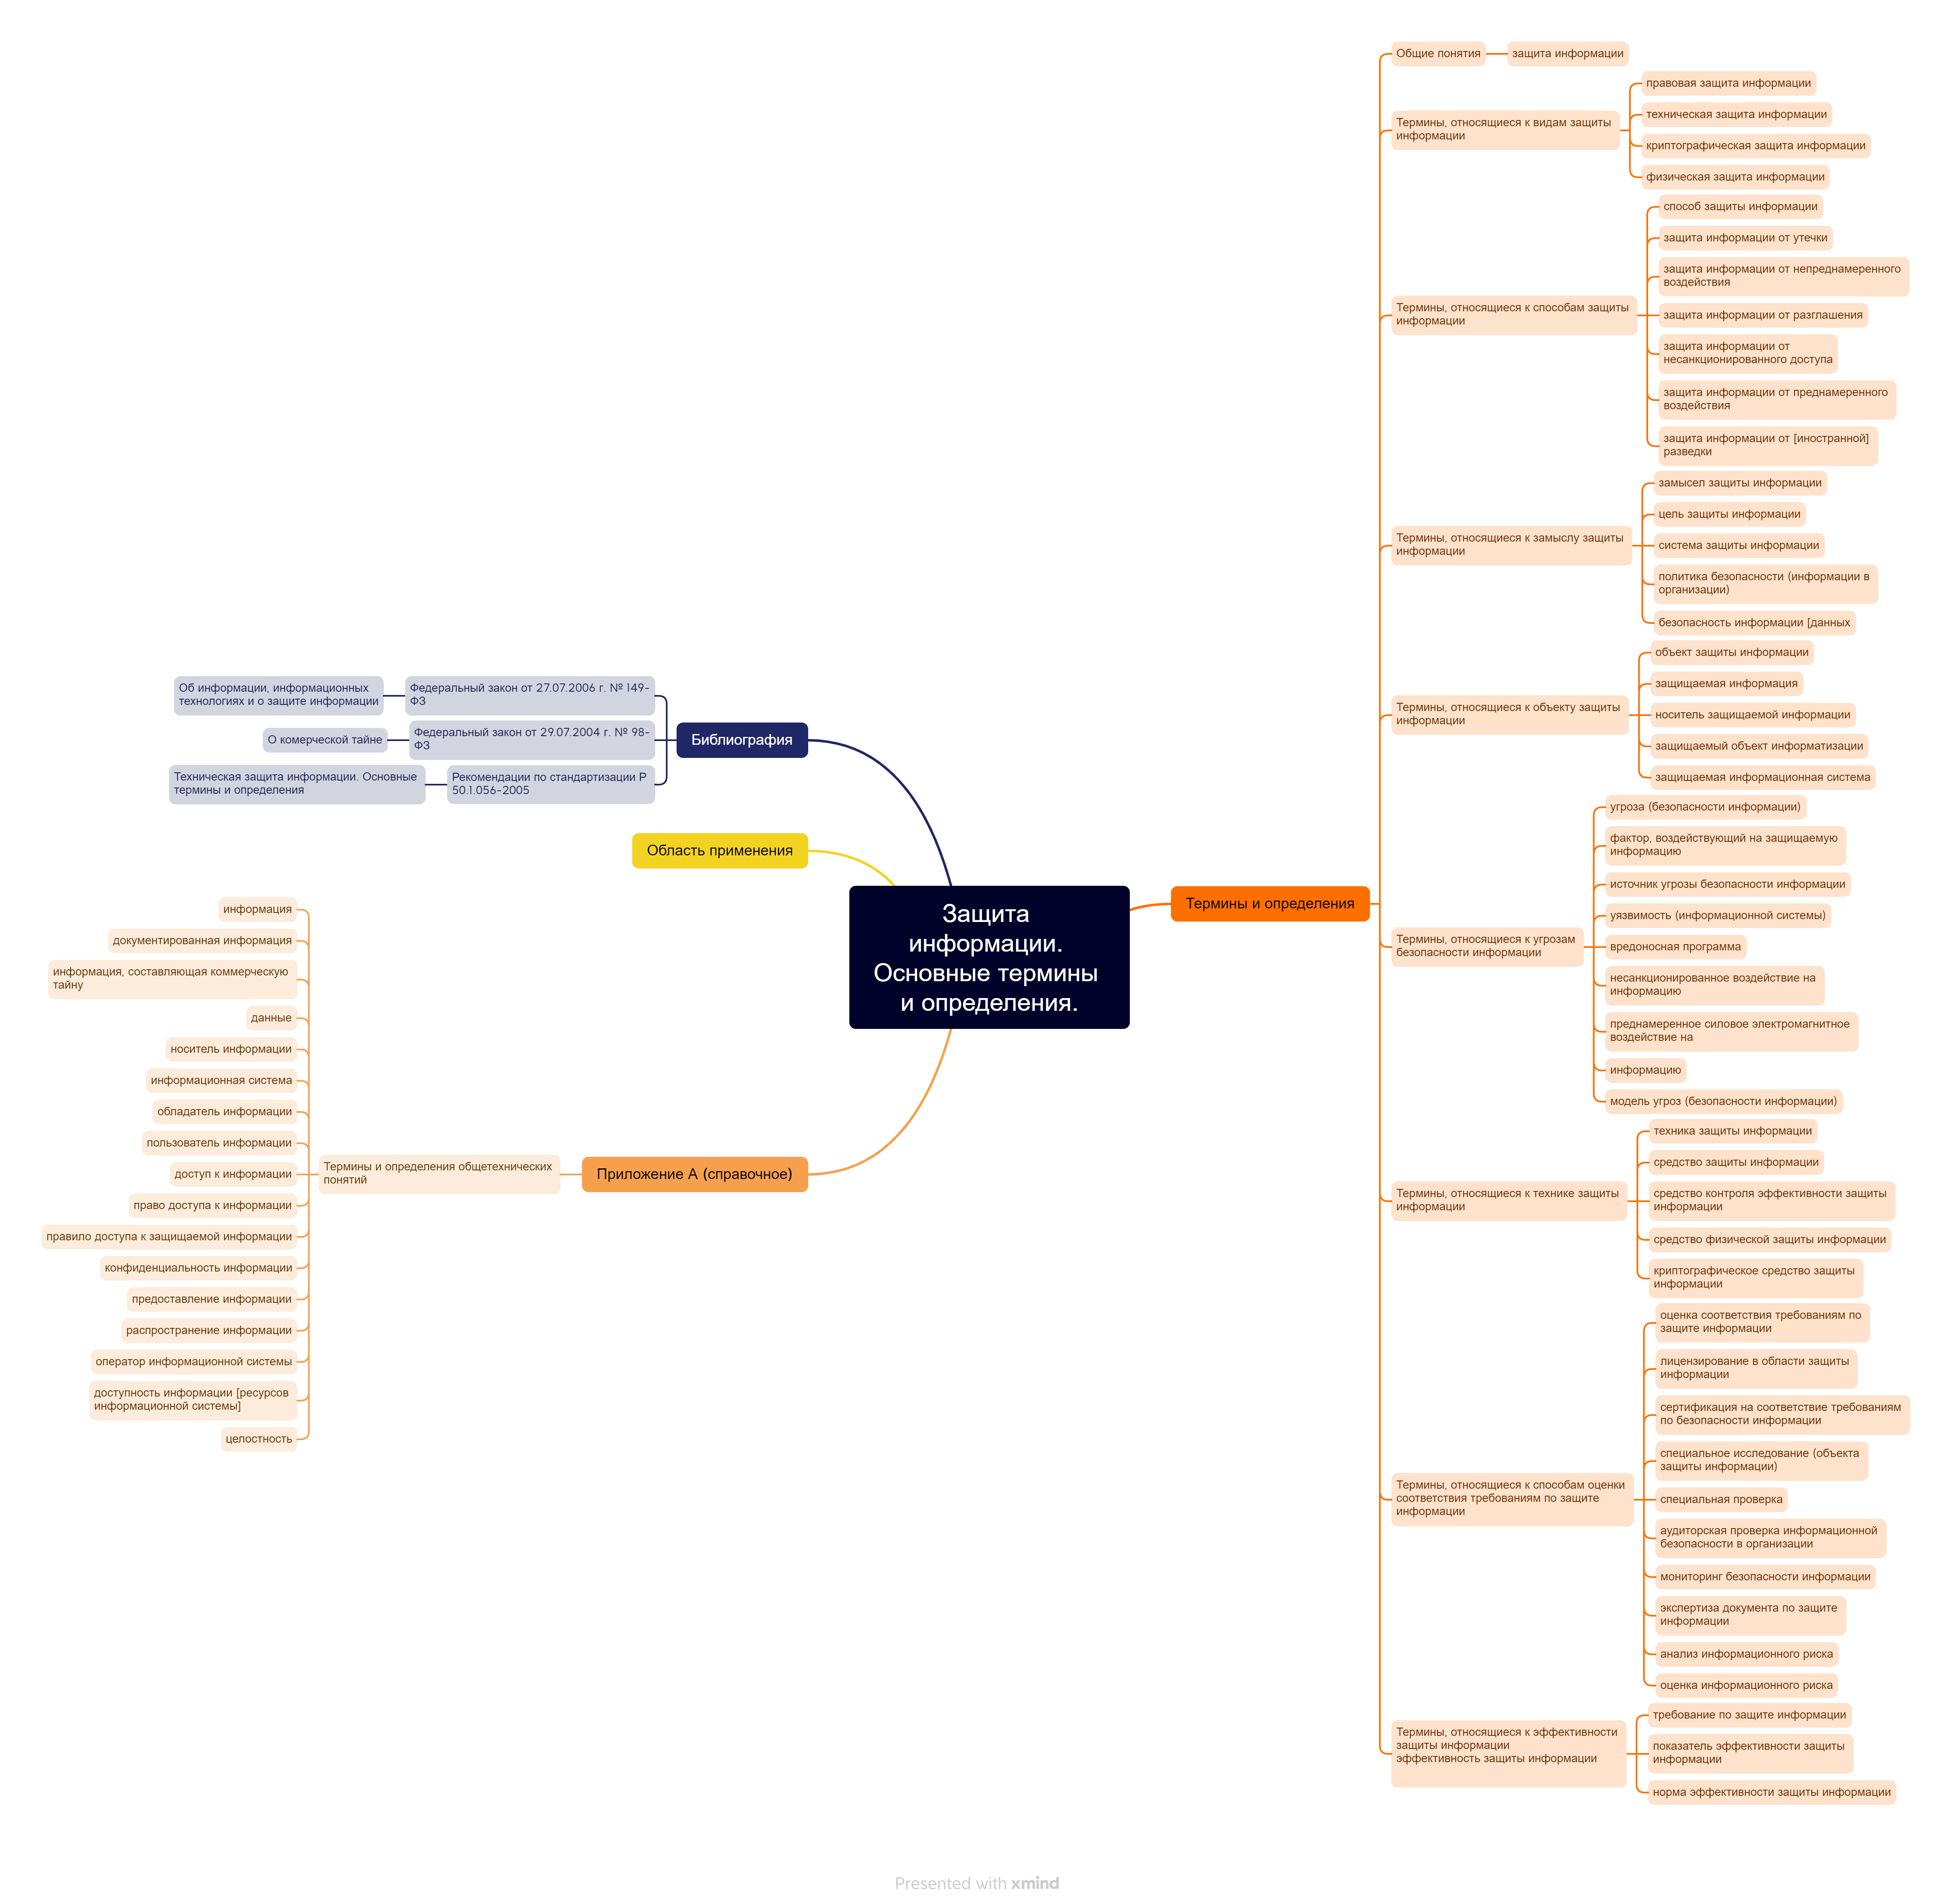 Защита
информации.
Основные термины
и определения.
Термины и определения
Общие понятия
защита информации
Термины, относящиеся к видам защиты
информации
правовая защита информации
техническая защита информации
криптографическая защита информации
физическая защита информации
Термины, относящиеся к способам защиты
информации
способ защиты информации
защита информации от утечки
защита информации от непреднамеренного
воздействия
защита информации от разглашения
защита информации от
несанкционированного доступа
защита информации от преднамеренного
воздействия
защита информации от [иностранной]
разведки
Термины, относящиеся к замыслу защиты
информации
замысел защиты информации
цель защиты информации
система защиты информации
политика безопасности (информации в
организации)
безопасность информации [данных
Термины, относящиеся к объекту защиты
информации
объект защиты информации
защищаемая информация
носитель защищаемой информации
защищаемый объект информатизации
защищаемая информационная система
Термины, относящиеся к угрозам
безопасности информации
угроза (безопасности информации)
фактор, воздействующий на защищаемую
информацию
источник угрозы безопасности информации
уязвимость (информационной системы)
вредоносная программа
несанкционированное воздействие на
информацию
преднамеренное силовое электромагнитное
воздействие на
информацию
модель угроз (безопасности информации)
Термины, относящиеся к технике защиты
информации
техника защиты информации
средство защиты информации
средство контроля эффективности защиты
информации
средство физической защиты информации
криптографическое средство защиты
информации
Термины, относящиеся к способам оценки
соответствия требованиям по защите
информации
оценка соответствия требованиям по
защите информации
лицензирование в области защиты
информации
сертификация на соответствие требованиям
по безопасности информации
специальное исследование (объекта
защиты информации)
специальная проверка
аудиторская проверка информационной
безопасности в организации
мониторинг безопасности информации
экспертиза документа по защите
информации
анализ информационного риска
оценка информационного риска
Термины, относящиеся к эффективности
защиты информации
эффективность защиты информации
требование по защите информации
показатель эффективности защиты
информации
норма эффективности защиты информации
Библиография
Федеральный закон от 27.07.2006 г. № 149-
ФЗ
Об информации, информационных
технологиях и о защите информации
Федеральный закон от 29.07.2004 г. № 98-
ФЗ
О комерческой тайне
Рекомендации по стандартизации Р
50.1.056-2005
Техническая защита информации. Основные
термины и определения
Область применения
Приложение А (справочное)
Термины и определения общетехнических
понятий
информация
документированная информация
информация, составляющая коммерческую
тайну
данные
носитель информации
информационная система
обладатель информации
пользователь информации
доступ к информации
право доступа к информации
правило доступа к защищаемой информации
конфиденциальность информации
предоставление информации
распространение информации
оператор информационной системы
доступность информации [ресурсов
информационной системы]
целостность
Presented with xmind